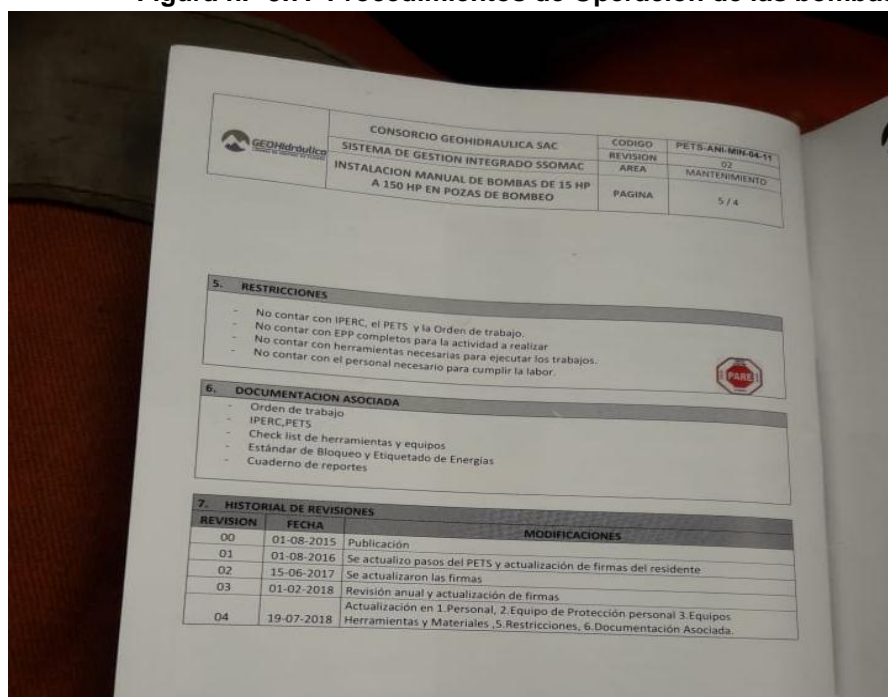 Procedimientos de Operación de las bombas
GEOHidráulica
CONSORCIO GEOHIDRAULICA SAC
SISTEMA DE GESTION INTEGRADO SSOMAC
INSTALACION MANUAL DE BOMBAS DE 15 HP
A 150 HP EN POZAS DE BOMBEO
CODIGO PETS-ANI-MIN-04-11
REVISION 02
AREA MANTENIMIENTO
PAGINA 5 / 4
5. RESTRICCIONES
- No contar con IPERC, el PETS y la Orden de trabajo.
- No contar con EPP completos para la actividad a realizar
- No contar con herramientas necesarias para ejecutar los trabajos.
- No contar con el personal necesario para cumplir la labor.
PARE
6. DOCUMENTACION ASOCIADA
- Orden de trabajo
- IPERC,PETS
- Check list de herramientas y equipos
- Estándar de Bloqueo y Etiquetado de Energías
- Cuaderno de reportes
7. HISTORIAL DE REVISIONES
REVISION FECHA MODIFICACIONES
00 01-08-2015 Publicación
01 01-08-2016 Se actualizo pasos del PETS y actualización de firmas del residente
02 15-06-2017 Se actualizaron las firmas
03 01-02-2018 Revisión anual y actualización de firmas
04 19-07-2018 Actualización en 1.Personal, 2.Equipo de Protección personal 3.Equipos
Herramientas y Materiales ,5.Restricciones, 6.Documentación Asociada.